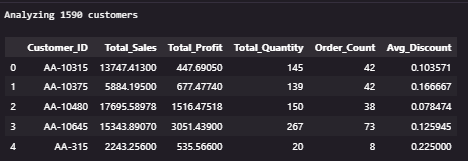 Analyzing 1590 customers
Customer_ID Total_Sales Total_Profit Total_Quantity Order_Count Avg_Discount
0 AA-10315 13747.41300 447.69050 145 42 0.103571
1 AA-10375 5884.19500 677.47740 139 42 0.166667
2 AA-10480 17695.58978 1516.47518 150 38 0.078474
3 AA-10645 15343.89070 3051.43900 267 73 0.125945
4 AA-315 2243.25600 535.56600 20 8 0.225000